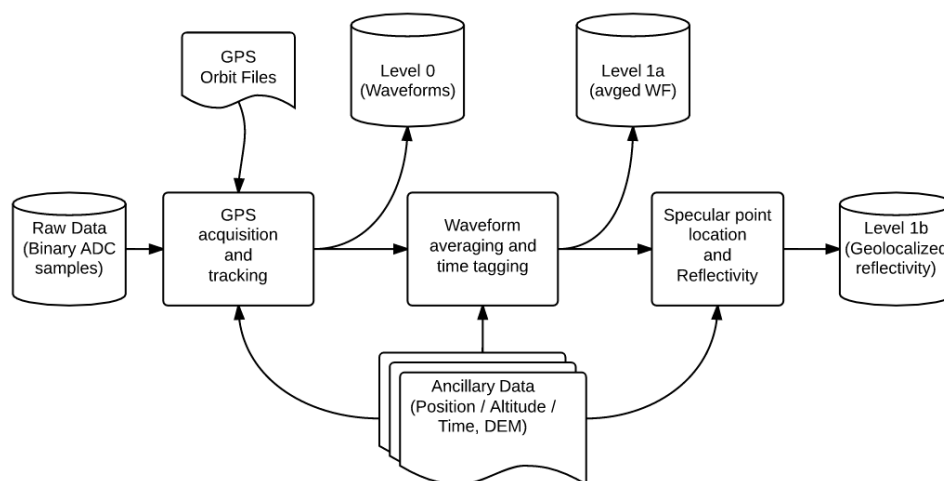 GPS
Orbit Files
Level 0
(Waveforms)
Level 1a
(avged WF)
Raw Data
(Binary ADC
samples)
GPS
acquisition
and
tracking
Waveform
averaging and
time tagging
Specular point
location
and
Reflectivity
Level 1b
(Geolocalized
reflectivity)
Ancillary Data
(Position / Altitude /
Time, DEM)